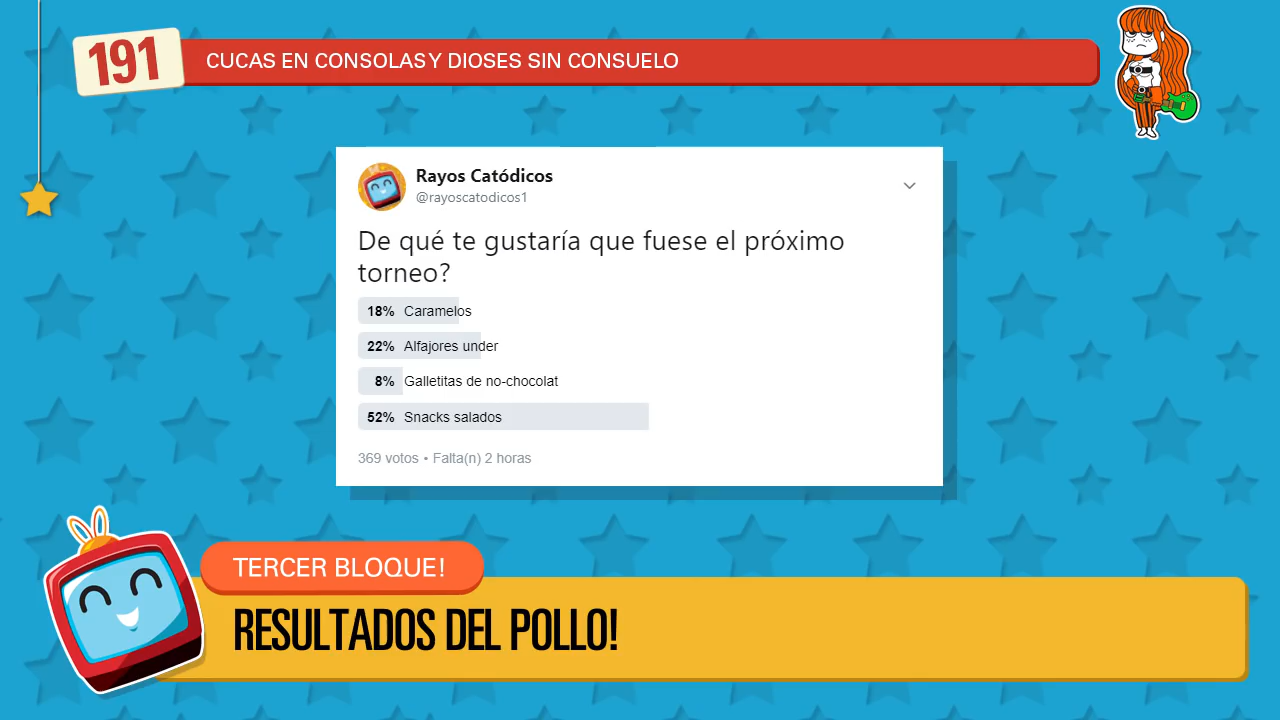 191
CUCAS EN CONSOLAS Y DIOSES SIN CONSUELO
Rayos Catódicos
@rayoscatodicos1
De qué te gustaría que fuese el próximo
torneo?
18% Caramelos
22% Alfajores under
8% Galletitas de no-chocolat
52% Snacks salados
369 votos • Falta(n) 2 horas
TERCER BLOQUE!
RESULTADOS DEL POLLO!